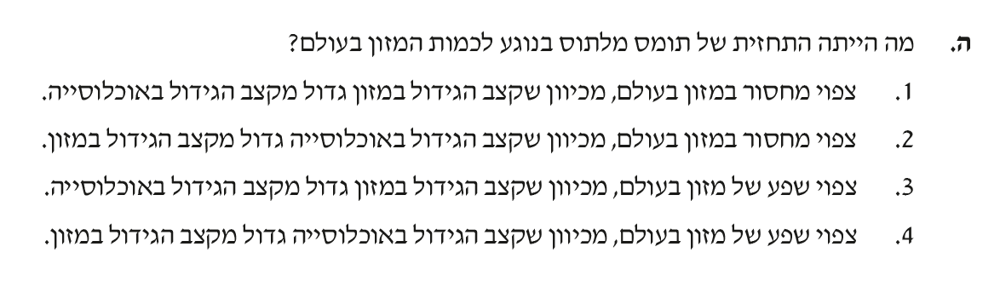 ה. מה הייתה התחזית של תומס מלתוס בנוגע לכמות המזון בעולם?
1. צפוי מחסור במזון בעולם, מכיוון שקצב הגידול במזון גדול מקצב הגידול באוכלוסייה.
2. צפוי מחסור במזון בעולם, מכיוון שקצב הגידול באוכלוסייה גדול מקצב הגידול במזון.
3. צפוי שפע של מזון בעולם, מכיוון שקצב הגידול במזון גדול מקצב הגידול באוכלוסייה.
4. צפוי שפע של מזון בעולם, מכיוון שקצב הגידול באוכלוסייה גדול מקצב הגידול במזון.